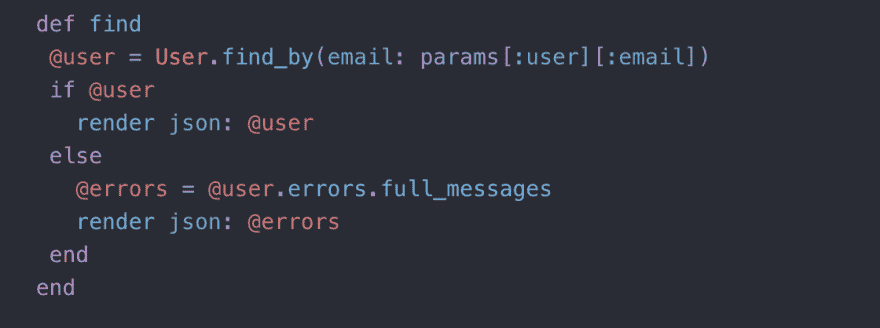 def find
@user = User.find_by(email: params[:user][:email])
if @user
render json: @user
else
@errors = @user.errors.full_messages
render json: @errors
end
end